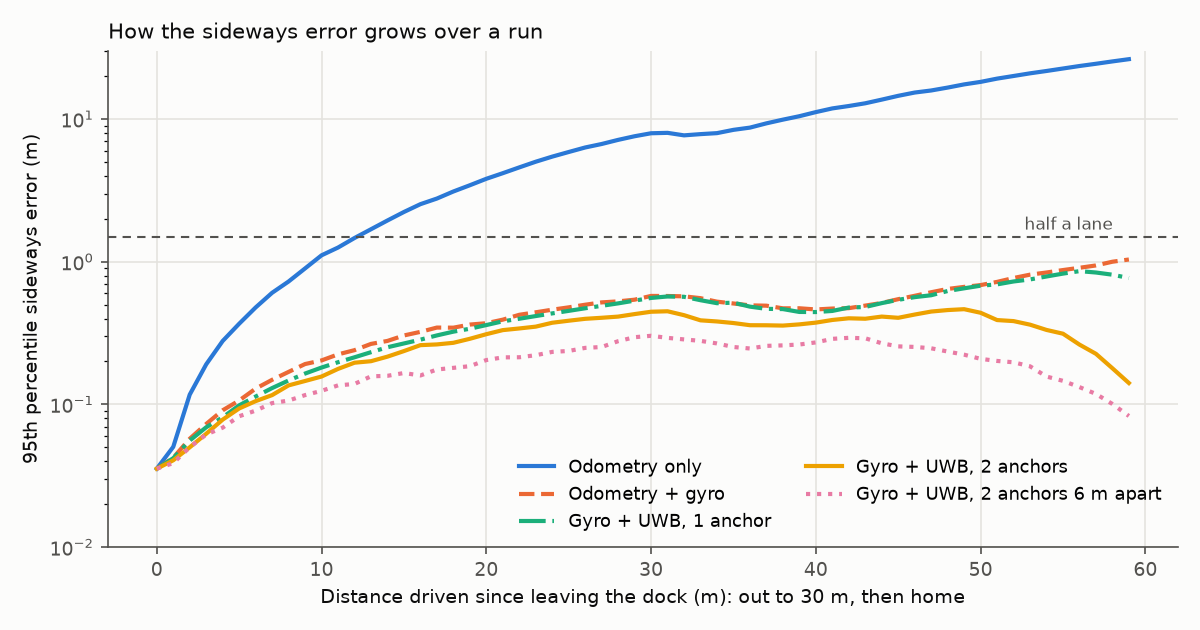 How the sideways error grows over a run
95th percentile sideways error (m)
10¹
10⁰
10⁻¹
10⁻²
half a lane
Odometry only
Odometry + gyro
Gyro + UWB, 1 anchor
Gyro + UWB, 2 anchors
Gyro + UWB, 2 anchors 6 m apart
0 10 20 30 40 50 60
Distance driven since leaving the dock (m): out to 30 m, then home